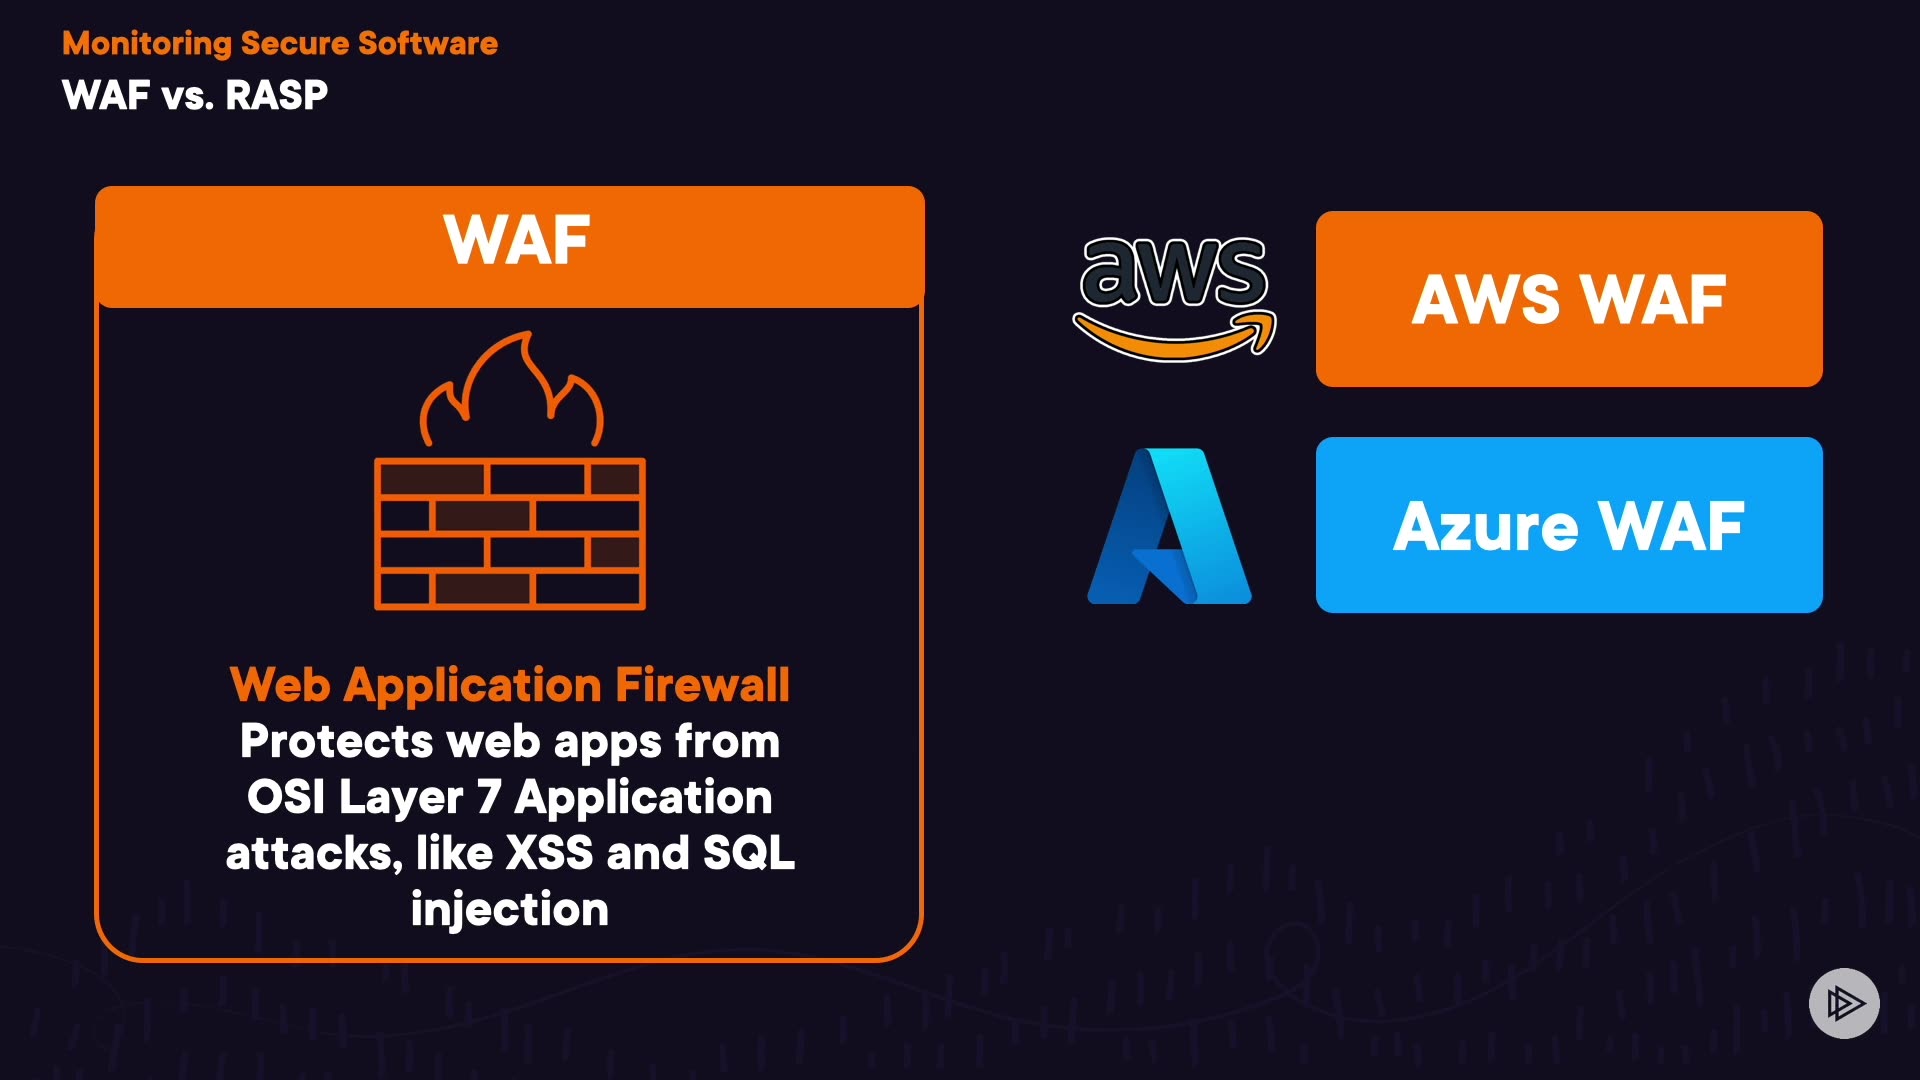 Monitoring Secure Software
WAF vs. RASP
WAF
Web Application Firewall
Protects web apps from
OSI Layer 7 Application
attacks, like XSS and SQL
injection
aws
AWS WAF
Azure WAF